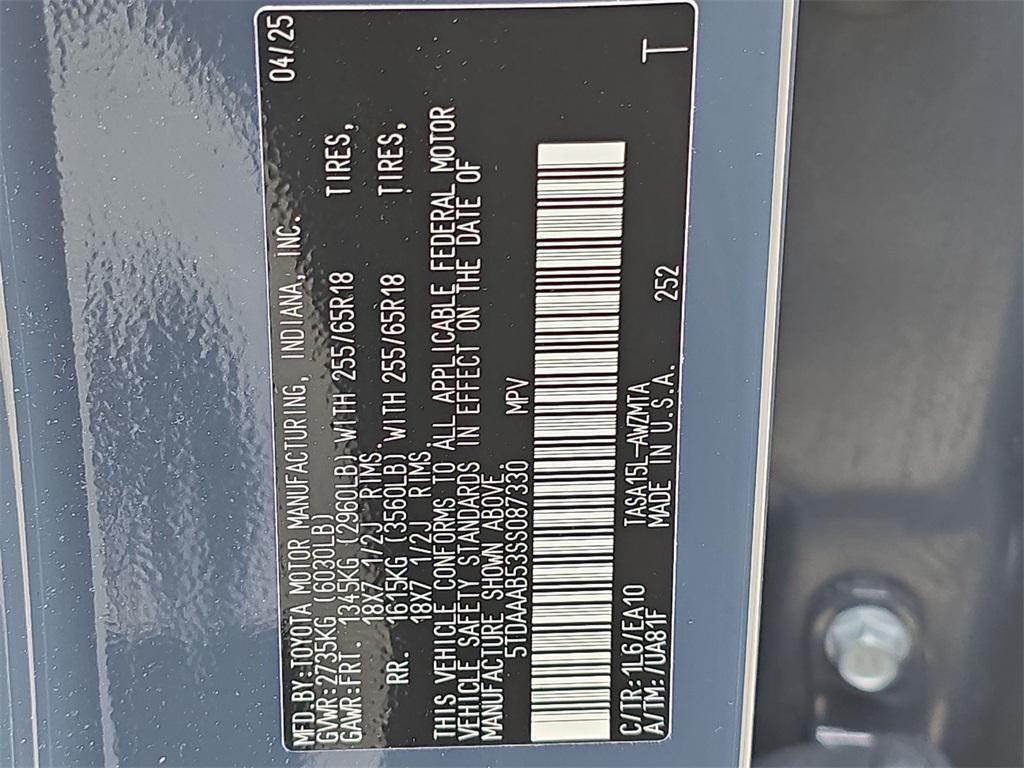 MFD.BY:TOYOTA MOTOR MANUFACTURING, INDIANA, INC. 04/25
GVWR:2735KG (6030LB)
GAWR:FRT. 1345KG (2960LB) WITH 255/65R18 TIRES,
18X7 1/2J RIMS
RR. 1615KG (3560LB) WITH 255/65R18 TIRES,
18X7 1/2J RIMS
THIS VEHICLE CONFORMS TO ALL APPLICABLE FEDERAL MOTOR
VEHICLE SAFETY STANDARDS IN EFFECT ON THE DATE OF
MANUFACTURE SHOWN ABOVE.
5TDAAAB53SS087330 MPV
C/TR:1L6/EA10 TASA15L-AWZMTA
A/TM:/UA81F MADE IN U.S.A. 252 T